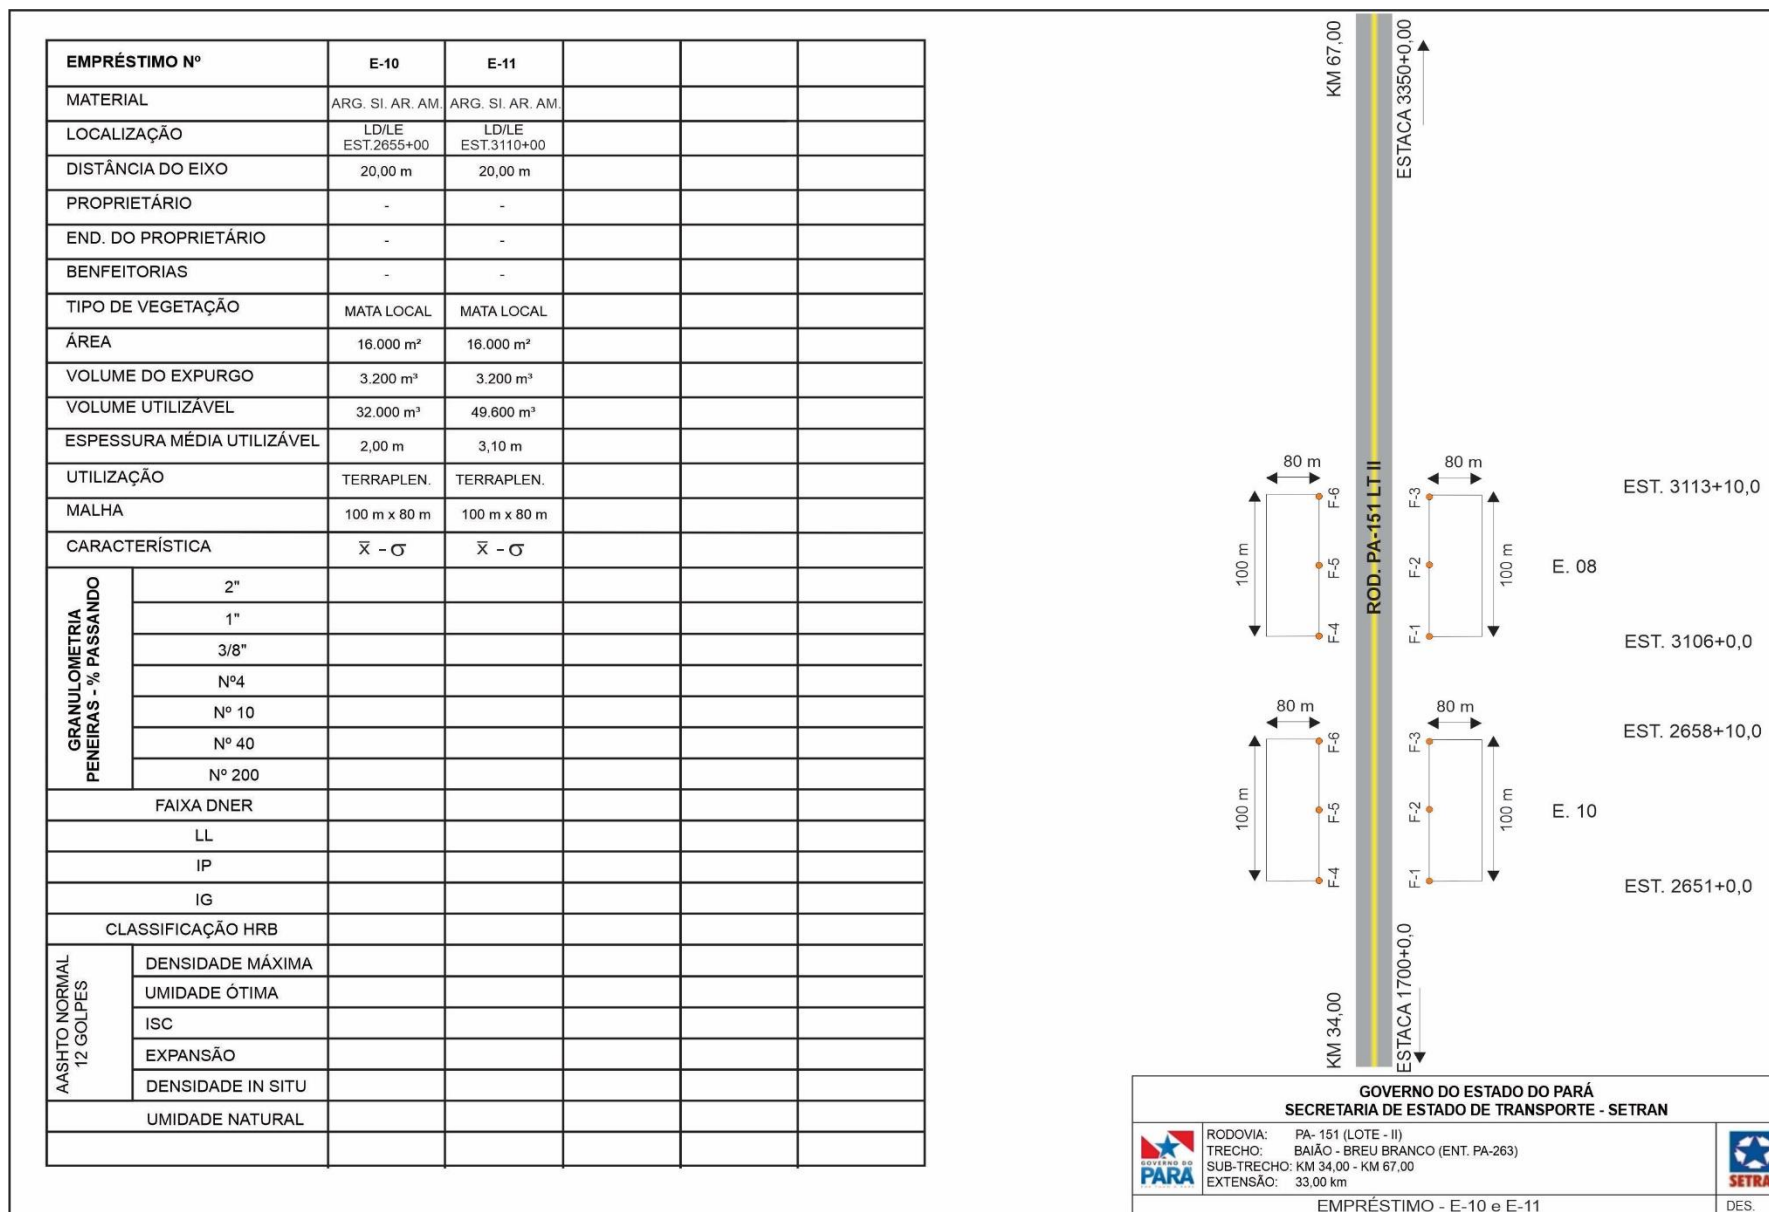 EMPRÉSTIMO Nº E-10 E-11
MATERIAL ARG. SI. AR. AM. ARG. SI. AR. AM.
LOCALIZAÇÃO LD/LE EST.2655+00 LD/LE EST.3110+00
DISTÂNCIA DO EIXO 20,00 m 20,00 m
PROPRIETÁRIO - -
END. DO PROPRIETÁRIO - -
BENFEITORIAS - -
TIPO DE VEGETAÇÃO MATA LOCAL MATA LOCAL
ÁREA 16.000 m² 16.000 m²
VOLUME DO EXPURGO 3.200 m³ 3.200 m³
VOLUME UTILIZÁVEL 32.000 m³ 49.600 m³
ESPESSURA MÉDIA UTILIZÁVEL 2,00 m 3,10 m
UTILIZAÇÃO TERRAPLEN. TERRAPLEN.
MALHA 100 m x 80 m 100 m x 80 m
CARACTERÍSTICA x̅ - σ x̅ - σ
GRANULOMETRIA
PENEIRAS - % PASSANDO
2"
1"
3/8"
Nº4
Nº 10
Nº 40
Nº 200
FAIXA DNER
LL
IP
IG
CLASSIFICAÇÃO HRB
AASHTO NORMAL
12 GOLPES
DENSIDADE MÁXIMA
UMIDADE ÓTIMA
ISC
EXPANSÃO
DENSIDADE IN SITU
UMIDADE NATURAL
KM 67,00
ESTACA 3350+0,00
ROD. PA-151 LT II
80 m 80 m
EST. 3113+10,0
F-6 F-3
100 m F-5 F-2 100 m E. 08
F-4 F-1
EST. 3106+0,0
80 m 80 m
EST. 2658+10,0
F-6 F-3
100 m F-5 F-2 100 m E. 10
F-4 F-1
EST. 2651+0,0
KM 34,00
ESTACA 1700+0,0
GOVERNO DO ESTADO DO PARÁ
SECRETARIA DE ESTADO DE TRANSPORTE - SETRAN
GOVERNO DO
PARÁ
RODOVIA: PA- 151 (LOTE - II)
TRECHO: BAIÃO - BREU BRANCO (ENT. PA-263)
SUB-TRECHO: KM 34,00 - KM 67,00
EXTENSÃO: 33,00 km
SETRA
EMPRÉSTIMO - E-10 e E-11
DES.